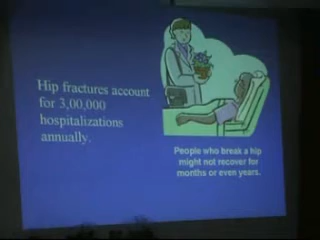 Hip fractures account
for 3,00,000
hospitalizations
annually.
People who break a hip
might not recover for
months or even years.